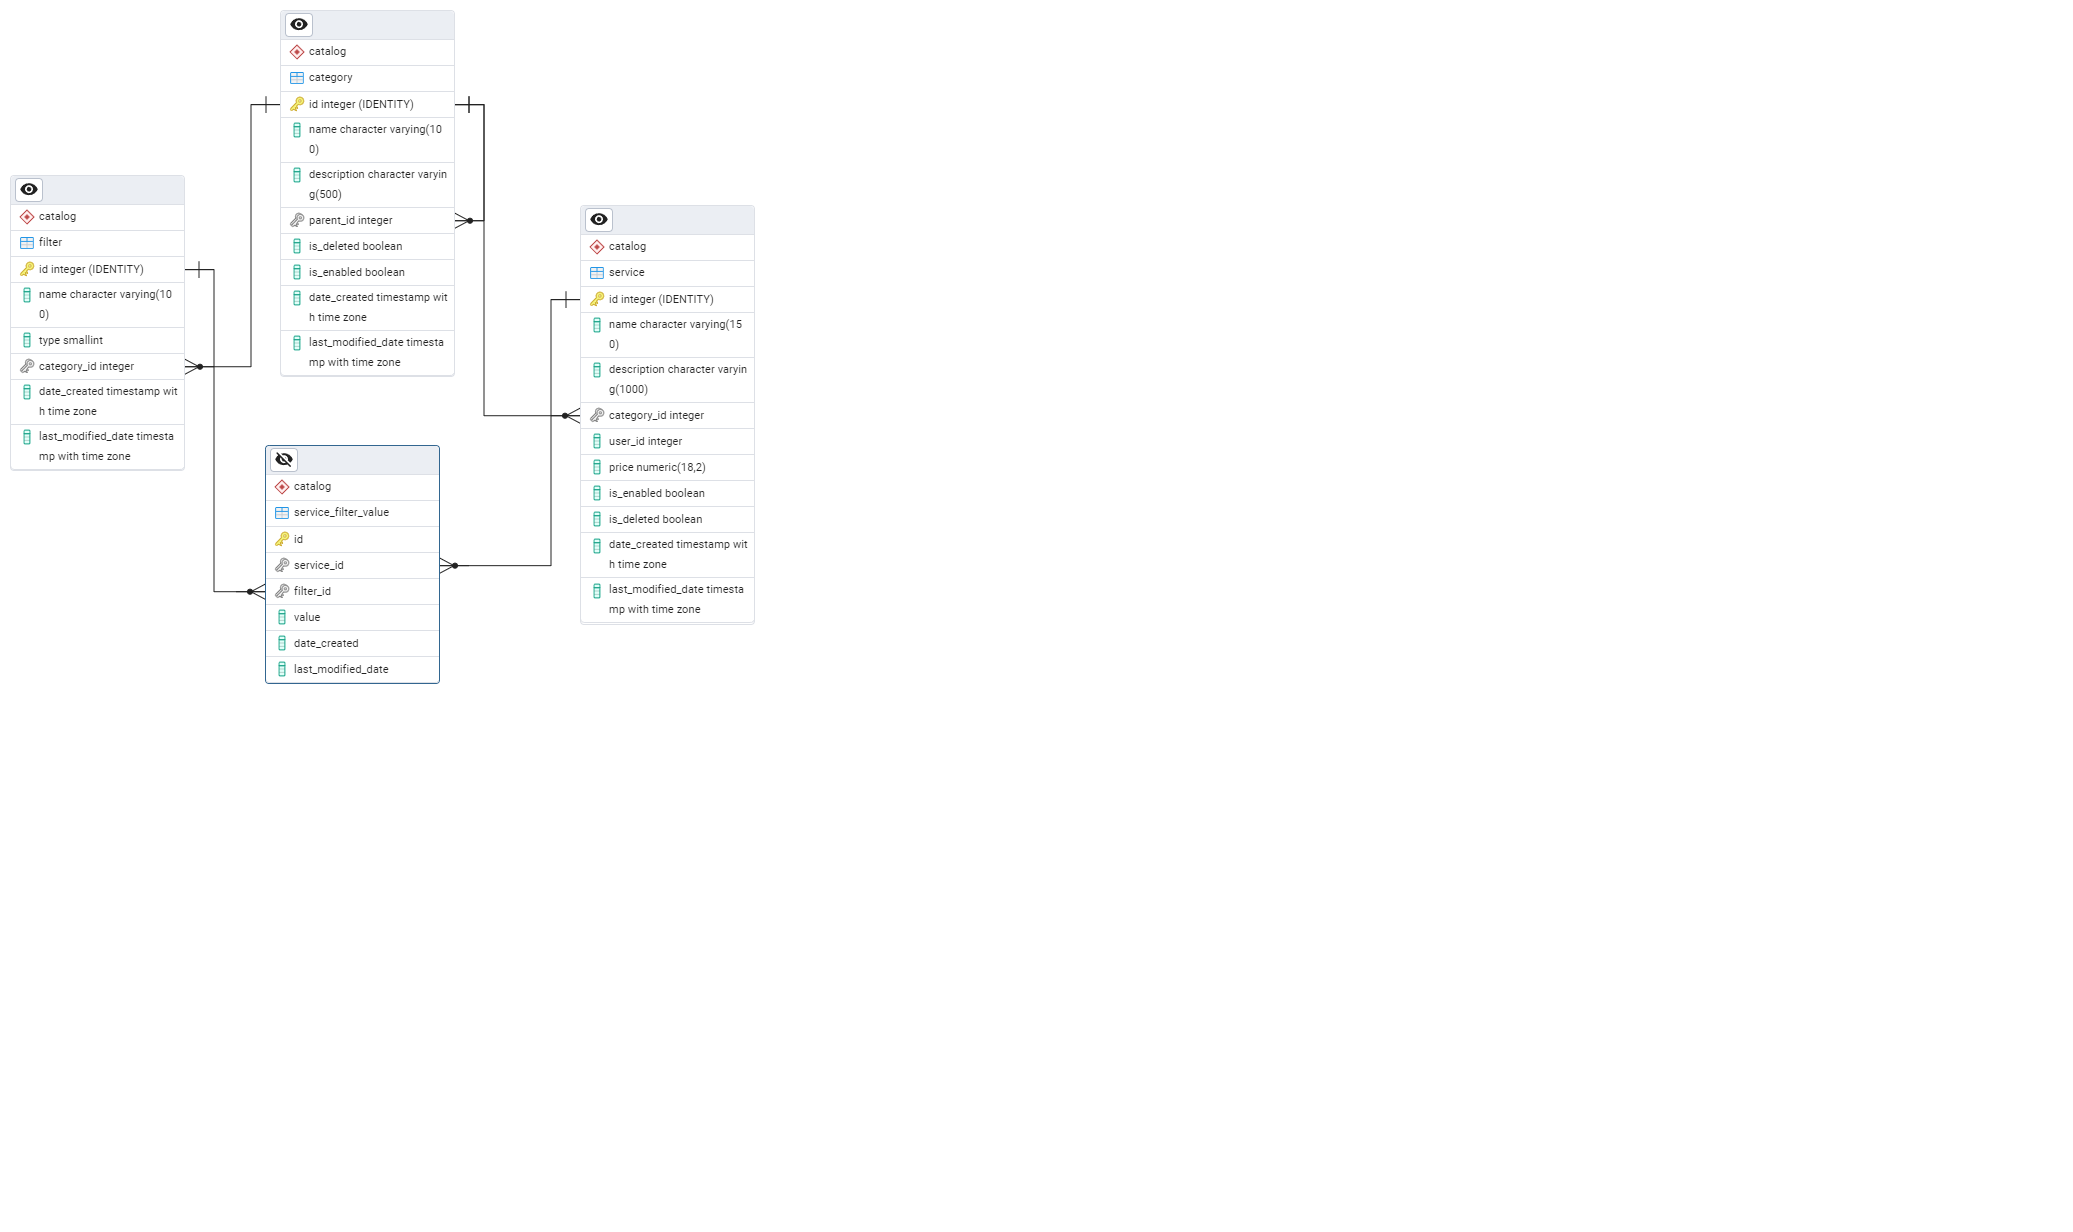 catalog
category
id integer (IDENTITY)
name character varying(10
0)
description character varyin
g(500)
parent_id integer
is_deleted boolean
is_enabled boolean
date_created timestamp wit
h time zone
last_modified_date timesta
mp with time zone
catalog
filter
id integer (IDENTITY)
name character varying(10
0)
type smallint
category_id integer
date_created timestamp wit
h time zone
last_modified_date timesta
mp with time zone
catalog
service
id integer (IDENTITY)
name character varying(15
0)
description character varyin
g(1000)
category_id integer
user_id integer
price numeric(18,2)
is_enabled boolean
is_deleted boolean
date_created timestamp wit
h time zone
last_modified_date timesta
mp with time zone
catalog
service_filter_value
id
service_id
filter_id
value
date_created
last_modified_date